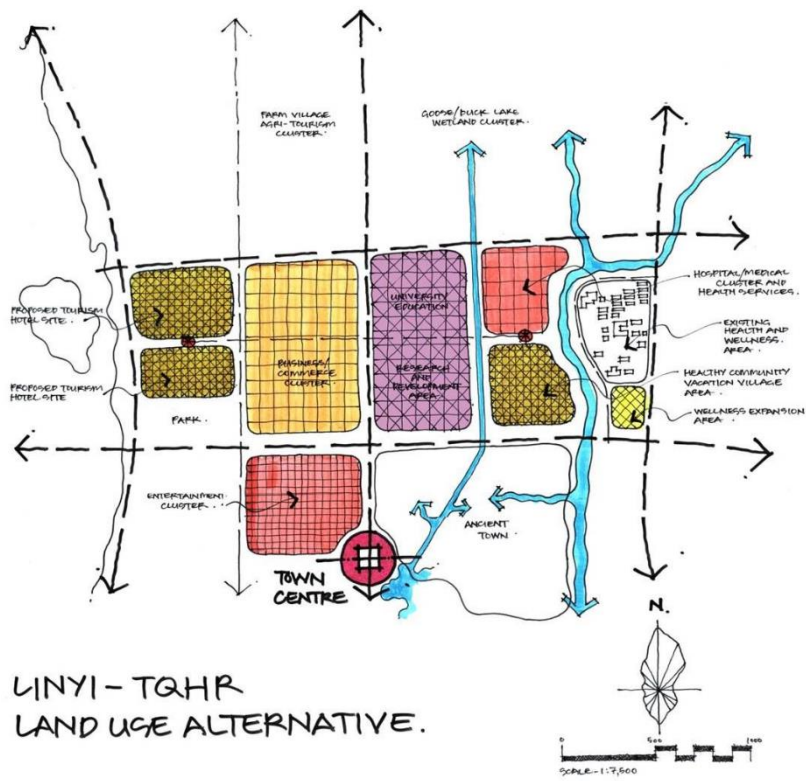 FARM VILLAGE
AGRI-TOURISM
CLUSTER.
GOOSE/DUCK LAKE
WETLAND CLUSTER.
HOSPITAL/MEDICAL
CLUSTER AND
HEALTH SERVICES.
UNIVERSITY
EDUCATION
PROPOSED TOURISM
HOTEL SITE.
EXISTING
HEALTH AND
WELLNESS.
AREA.
BUSINESS/
COMMERCE
CLUSTER.
RESEARCH
AND
DEVELOPMENT
AREA.
HEALTHY COMMUNITY
VACATION VILLAGE
AREA.
PROPOSED TOURISM
HOTEL SITE
PARK.
WELLNESS EXPANSION
AREA.
ENTERTAINMENT
CLUSTER.
ANCIENT
TOWN
TOWN
CENTRE
N.
LINYI-TQHR
LAND USE ALTERNATIVE.
0 500
SCALE-1:7,500